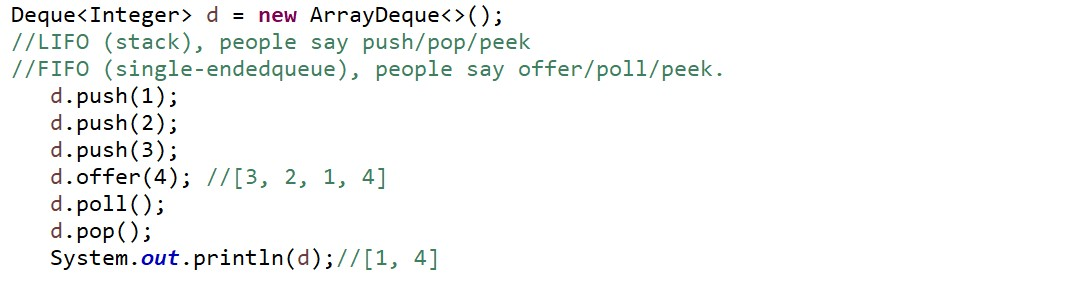 Deque<Integer> d = new ArrayDeque<>();
//LIFO (stack), people say push/pop/peek
//FIFO (single-endedqueue), people say offer/poll/peek.
d.push(1);
d.push(2);
d.push(3);
d.offer(4); //[3, 2, 1, 4]
d.poll();
d.pop();
System.out.println(d);//[1, 4]